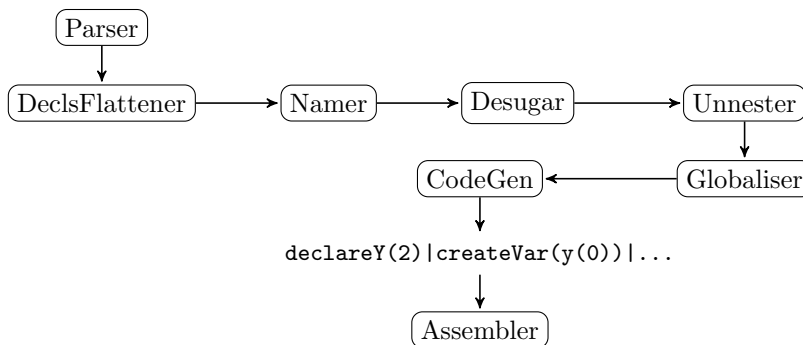 Parser
DeclsFlattener
Namer
Desugar
Unnester
CodeGen
Globaliser
declareY(2)|createVar(y(0))|...
Assembler